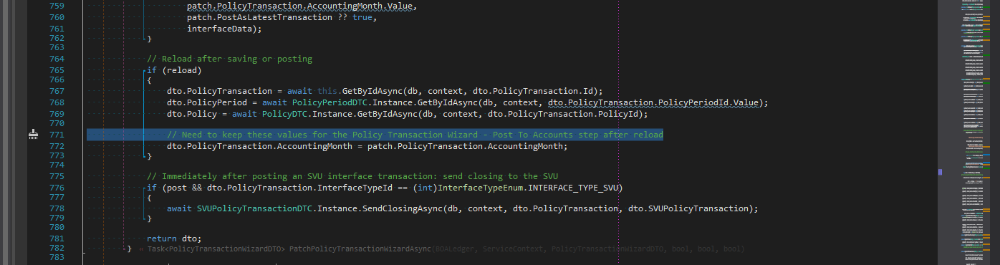 759 patch.PolicyTransaction.AccountingMonth.Value,
760 patch.PostAsLatestTransaction ?? true,
761 interfaceData);
762 }
763
764 // Reload after saving or posting
765 if (reload)
766 {
767 dto.PolicyTransaction = await this.GetByIdAsync(db, context, dto.PolicyTransaction.Id);
768 dto.PolicyPeriod = await PolicyPeriodDTC.Instance.GetByIdAsync(db, context, dto.PolicyTransaction.PolicyPeriodId.Value);
769 dto.Policy = await PolicyDTC.Instance.GetByIdAsync(db, context, dto.PolicyTransaction.PolicyId);
770
771 // Need to keep these values for the Policy Transaction Wizard - Post To Accounts step after reload
772 dto.PolicyTransaction.AccountingMonth = patch.PolicyTransaction.AccountingMonth;
773 }
774
775 // Immediately after posting an SVU interface transaction: send closing to the SVU
776 if (post && dto.PolicyTransaction.InterfaceTypeId == (int)InterfaceTypeEnum.INTERFACE_TYPE_SVU)
777 {
778 await SVUPolicyTransactionDTC.Instance.SendClosingAsync(db, context, dto.PolicyTransaction, dto.SVUPolicyTransaction);
779 }
780
781 return dto;
782 } « Task<PolicyTransactionWizardDTO> PatchPolicyTransactionWizardAsync(BOALedger, ServiceContext, PolicyTransactionWizardDTO, bool, bool, bool)
783